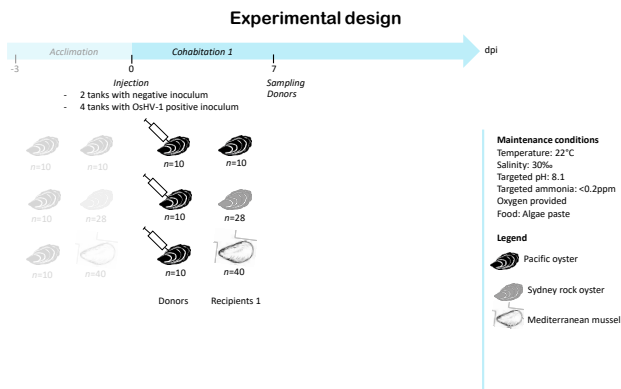 Experimental design
Acclimation
Cohabitation 1
dpi
-3
0
7
Injection
- 2 tanks with negative inoculum
- 4 tanks with OsHV-1 positive inoculum
Sampling
Donors
n=10
n=10
n=10
n=10
n=10
n=28
n=10
n=28
n=10
n=40
n=10
n=40
Donors
Recipients 1
Maintenance conditions
Temperature: 22°C
Salinity: 30‰
Targeted pH: 8.1
Targeted ammonia: <0.2ppm
Oxygen provided
Food: Algae paste
Legend
Pacific oyster
Sydney rock oyster
Mediterranean mussel